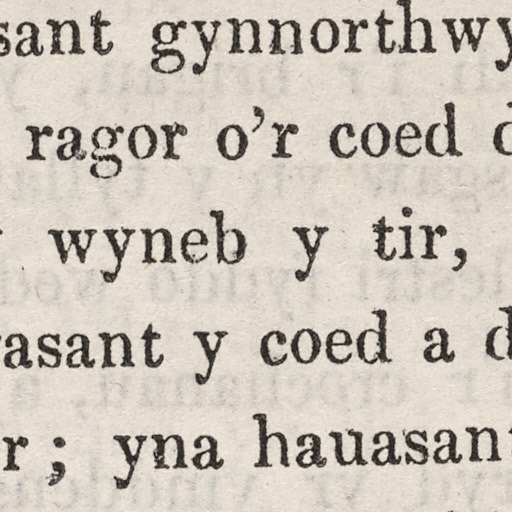 sant gynnorthwy
ragor o'r coed
wyneb y tir,
asant y coed a d
r; yna hauasant